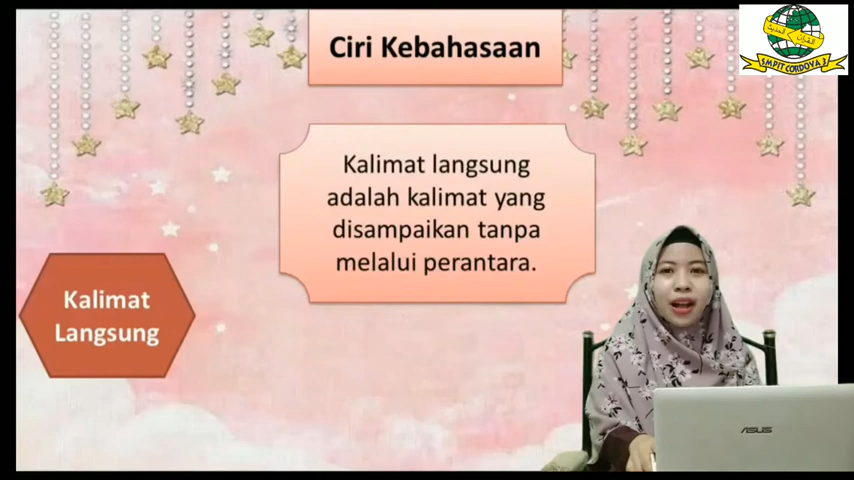 Ciri Kebahasaan
SMPIT CORDOVA 3
Kalimat langsung
adalah kalimat yang
disampaikan tanpa
melalui perantara.
Kalimat
Langsung
ASUS